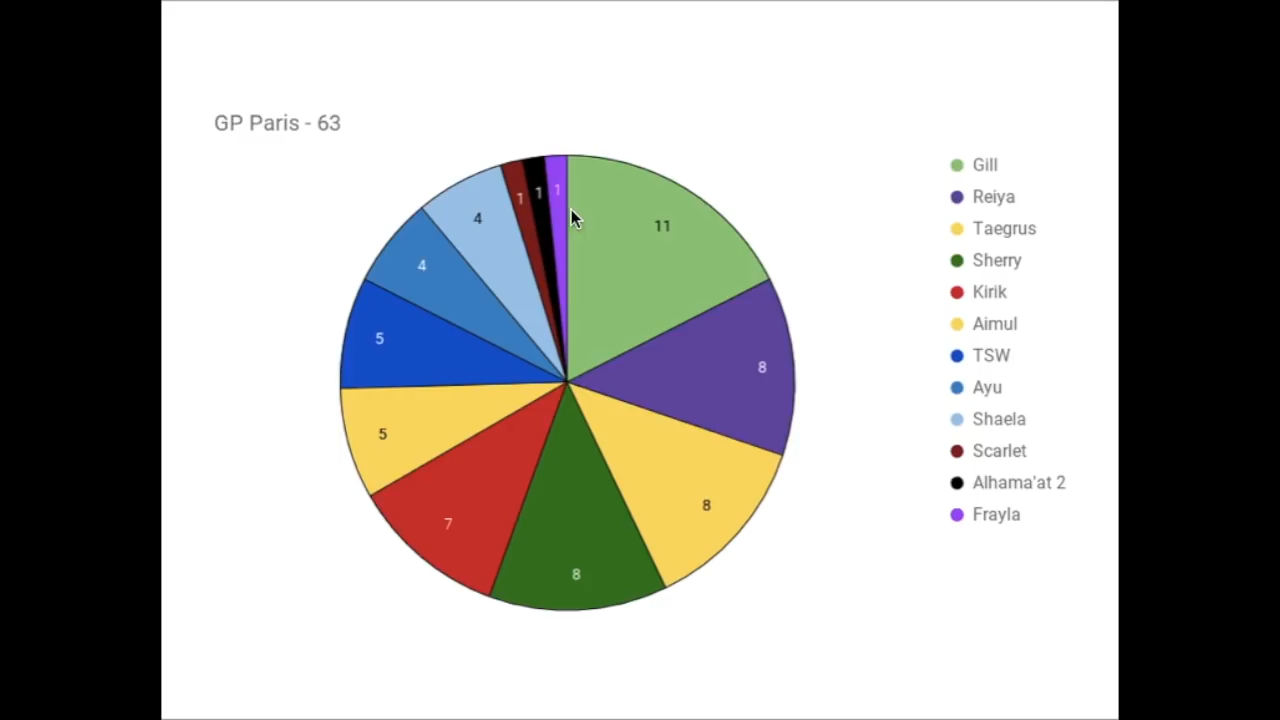 GP Paris - 63
11
8
8
8
7
5
5
4
4
1
1
1
Gill
Reiya
Taegrus
Sherry
Kirik
Aimul
TSW
Ayu
Shaela
Scarlet
Alhama'at 2
Frayla